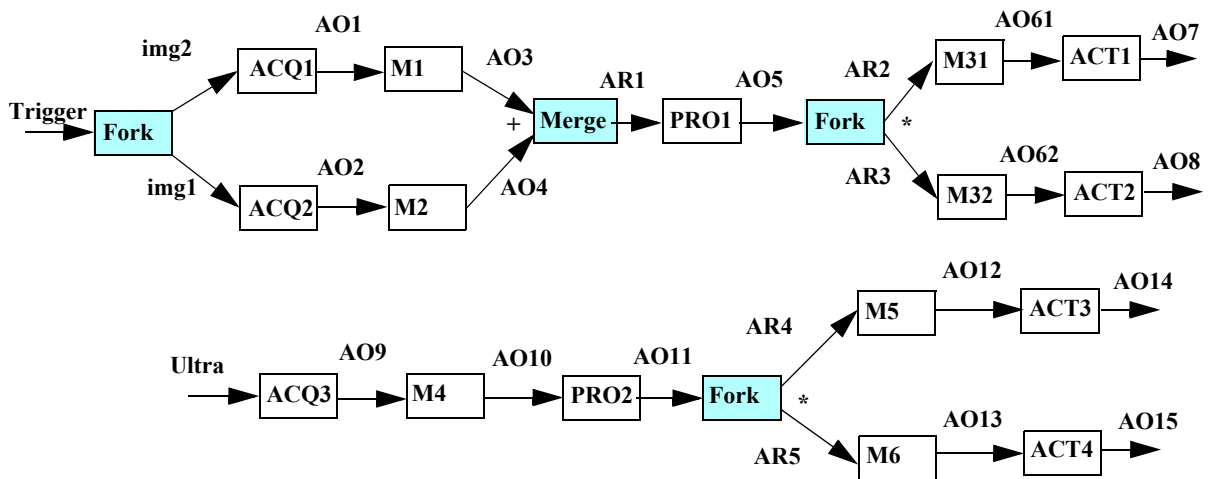 AO1
AO61
AO7
img2
ACQ1
M1
AO3
M31
ACT1
AR1
AO5
AR2
Trigger
Fork
+
Merge
PRO1
Fork
*
AO62
AO8
img1
AO2
AO4
AR3
ACQ2
M2
M32
ACT2
AO12
AO14
M5
ACT3
AR4
Ultra
AO9
AO10
AO11
ACQ3
M4
PRO2
Fork
*
AO13
AO15
AR5
M6
ACT4